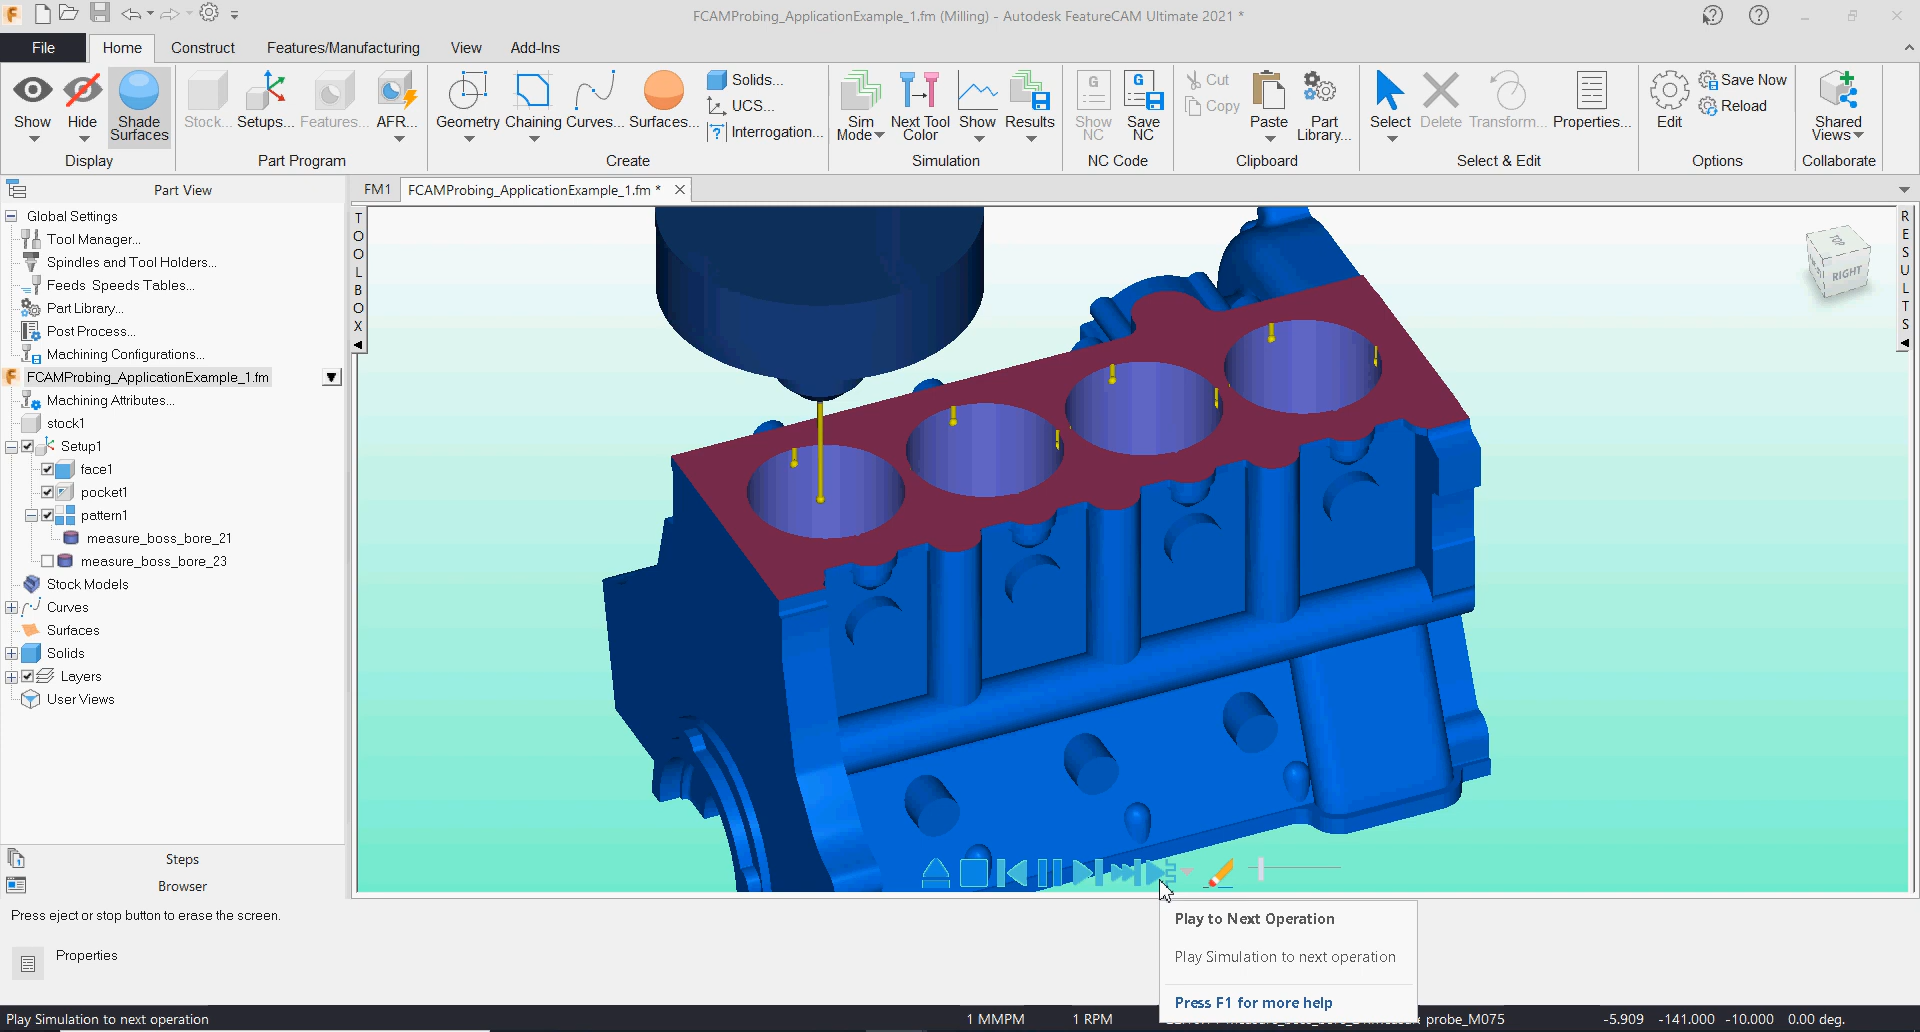 FCAMProbing_ApplicationExample_1.fm (Milling) - Autodesk FeatureCAM Ultimate 2021 *
File
Home
Construct
Features/Manufacturing
View
Add-Ins
Show
Hide
Shade
Surfaces
Display
Stock...
Setups...
Features...
AFR...
Part Program
Geometry
Chaining
Curves...
Surfaces...
Solids...
UCS...
Interrogation...
Create
Sim
Mode
Next Tool
Color
Show
Results
Simulation
Show
NC
Save
NC
NC Code
Cut
Copy
Paste
Part
Library...
Clipboard
Select
Delete
Transform...
Properties...
Select & Edit
Edit
Save Now
Reload
Options
Shared
Views
Collaborate
Part View
FM1
FCAMProbing_ApplicationExample_1.fm *
Global Settings
Tool Manager...
Spindles and Tool Holders...
Feeds Speeds Tables...
Part Library...
Post Process...
Machining Configurations...
FCAMProbing_ApplicationExample_1.fm
Machining Attributes...
stock1
Setup1
face1
pocket1
pattern1
measure_boss_bore_21
measure_boss_bore_23
Stock Models
Curves
Surfaces
Solids
Layers
User Views
Steps
Browser
TOOLBOX
TOP
RIGHT
RESULTS
Press eject or stop button to erase the screen.
Properties
Play to Next Operation
Play Simulation to next operation
Press F1 for more help
Play Simulation to next operation
1 MMPM
1 RPM
probe_M075
-5.909 -141.000 -10.000 0.00 deg.